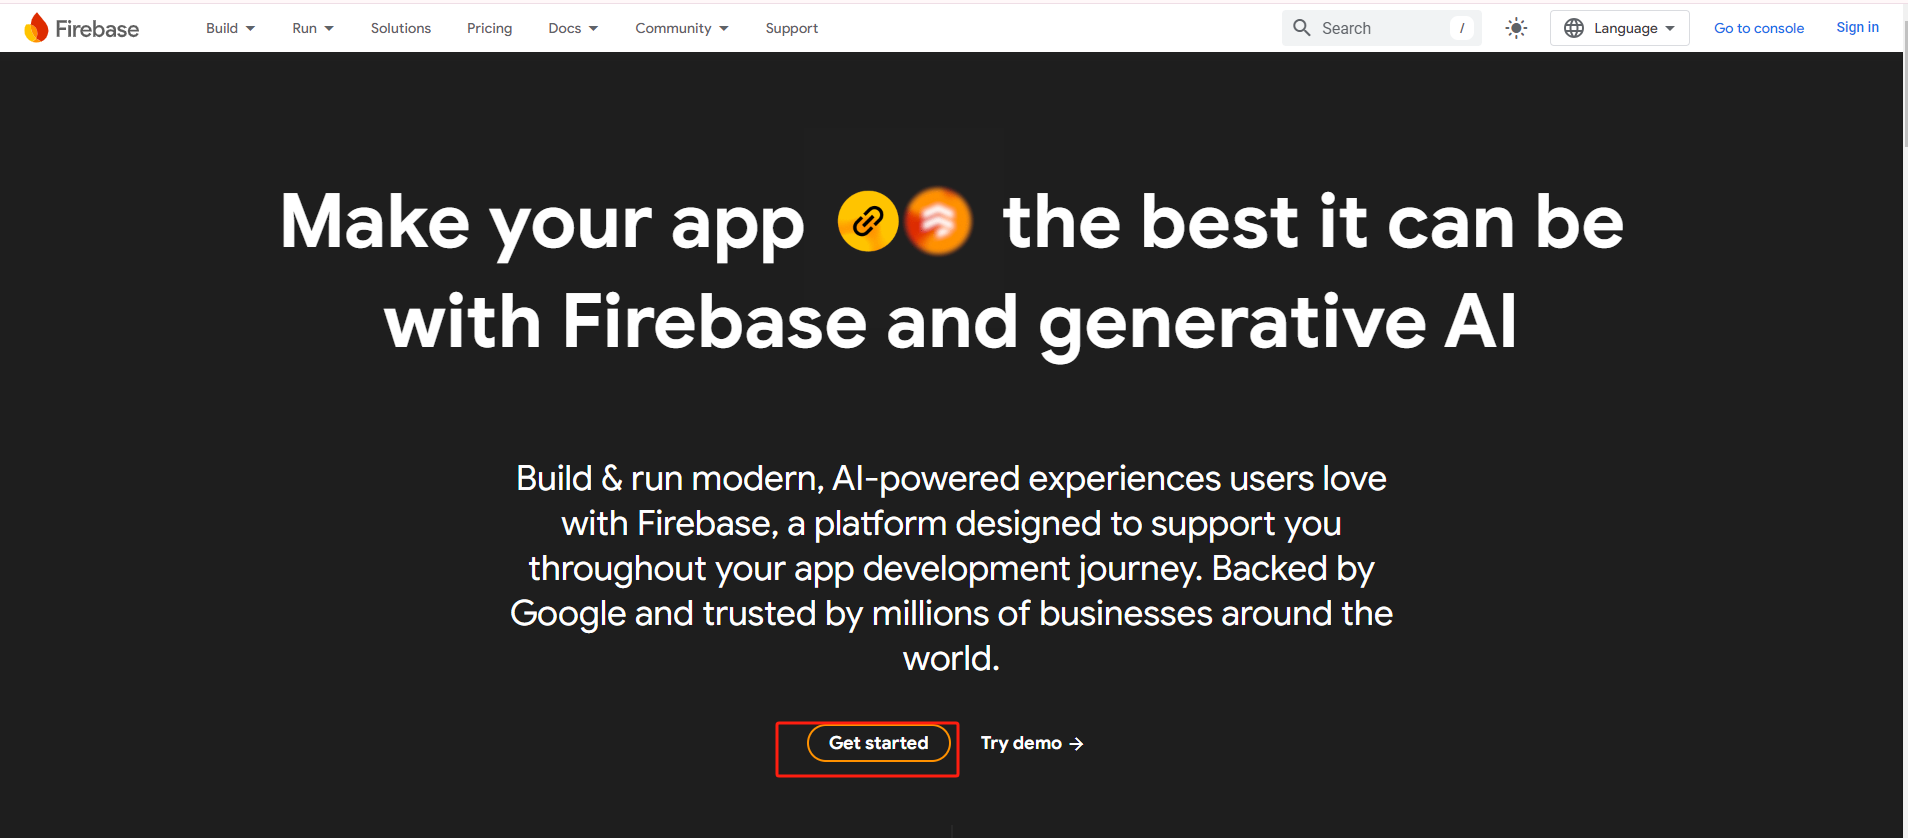 Firebase
Build
Run
Solutions
Pricing
Docs
Community
Support
Search
/
Language
Go to console
Sign in
Make your app the best it can be
with Firebase and generative AI
Build & run modern, AI-powered experiences users love
with Firebase, a platform designed to support you
throughout your app development journey. Backed by
Google and trusted by millions of businesses around the
world.
Get started
Try demo →